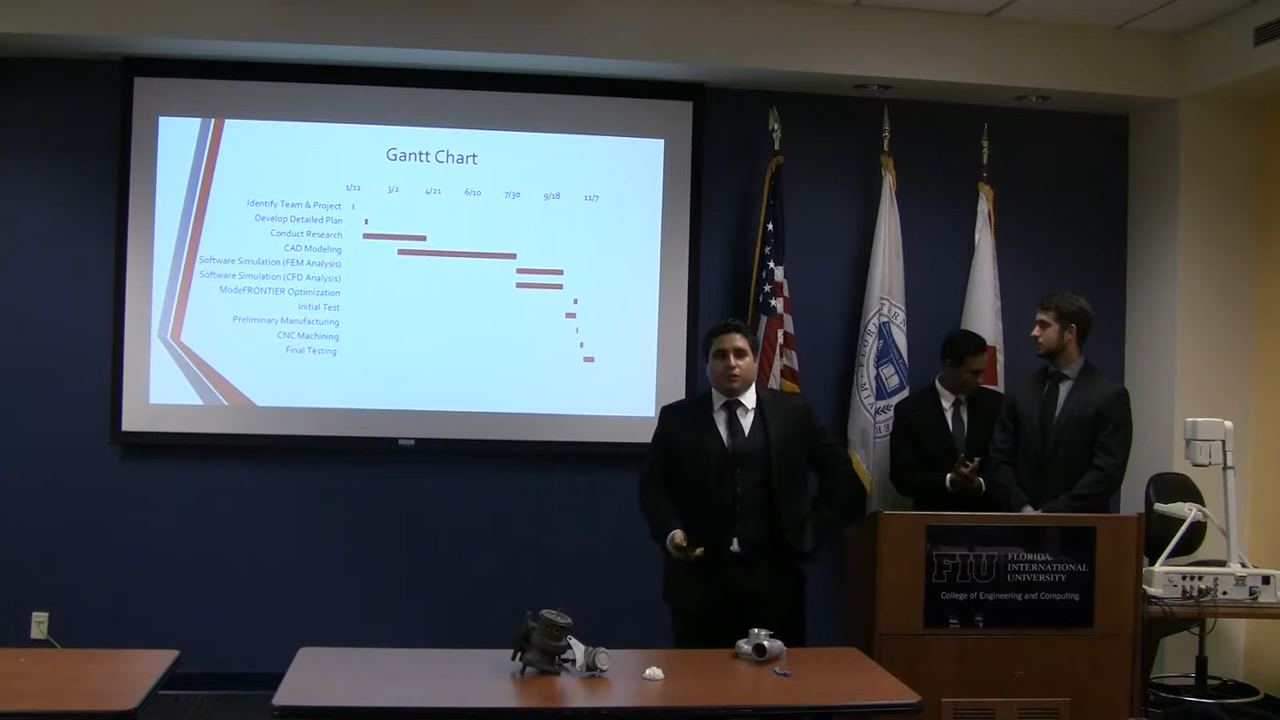 Gantt Chart
1/11 3/2 4/21 6/10 7/30 9/18 11/7
Identify Team & Project
Develop Detailed Plan
Conduct Research
CAD Modeling
Software Simulation (FEM Analysis)
Software Simulation (CFD Analysis)
ModeFRONTIER Optimization
Initial Test
Preliminary Manufacturing
CNC Machining
Final Testing
FIU
FLORIDA
INTERNATIONAL
UNIVERSITY
College of Engineering and Computing